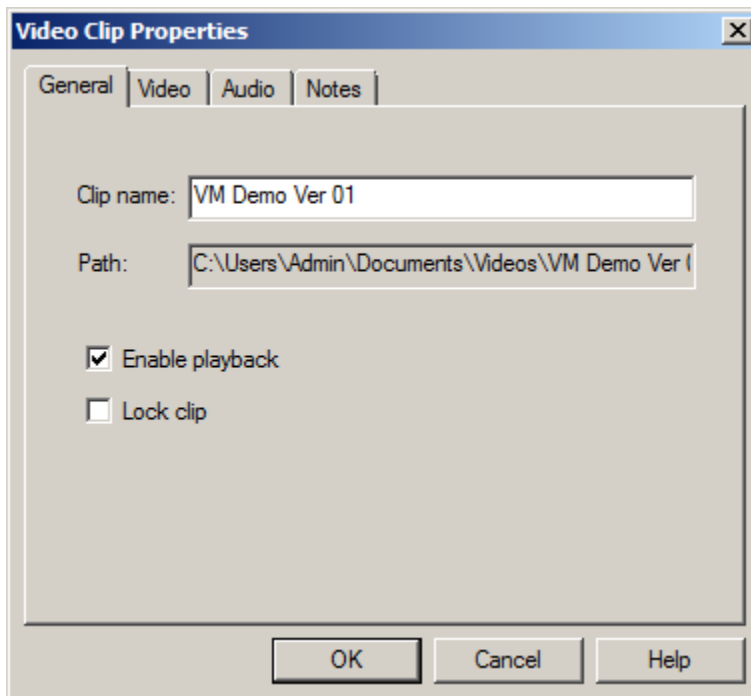 Video Clip Properties
General Video Audio Notes
Clip name: VM Demo Ver 01
Path: C:\Users\Admin\Documents\Videos\VM Demo Ver
Enable playback
Lock clip
OK Cancel Help